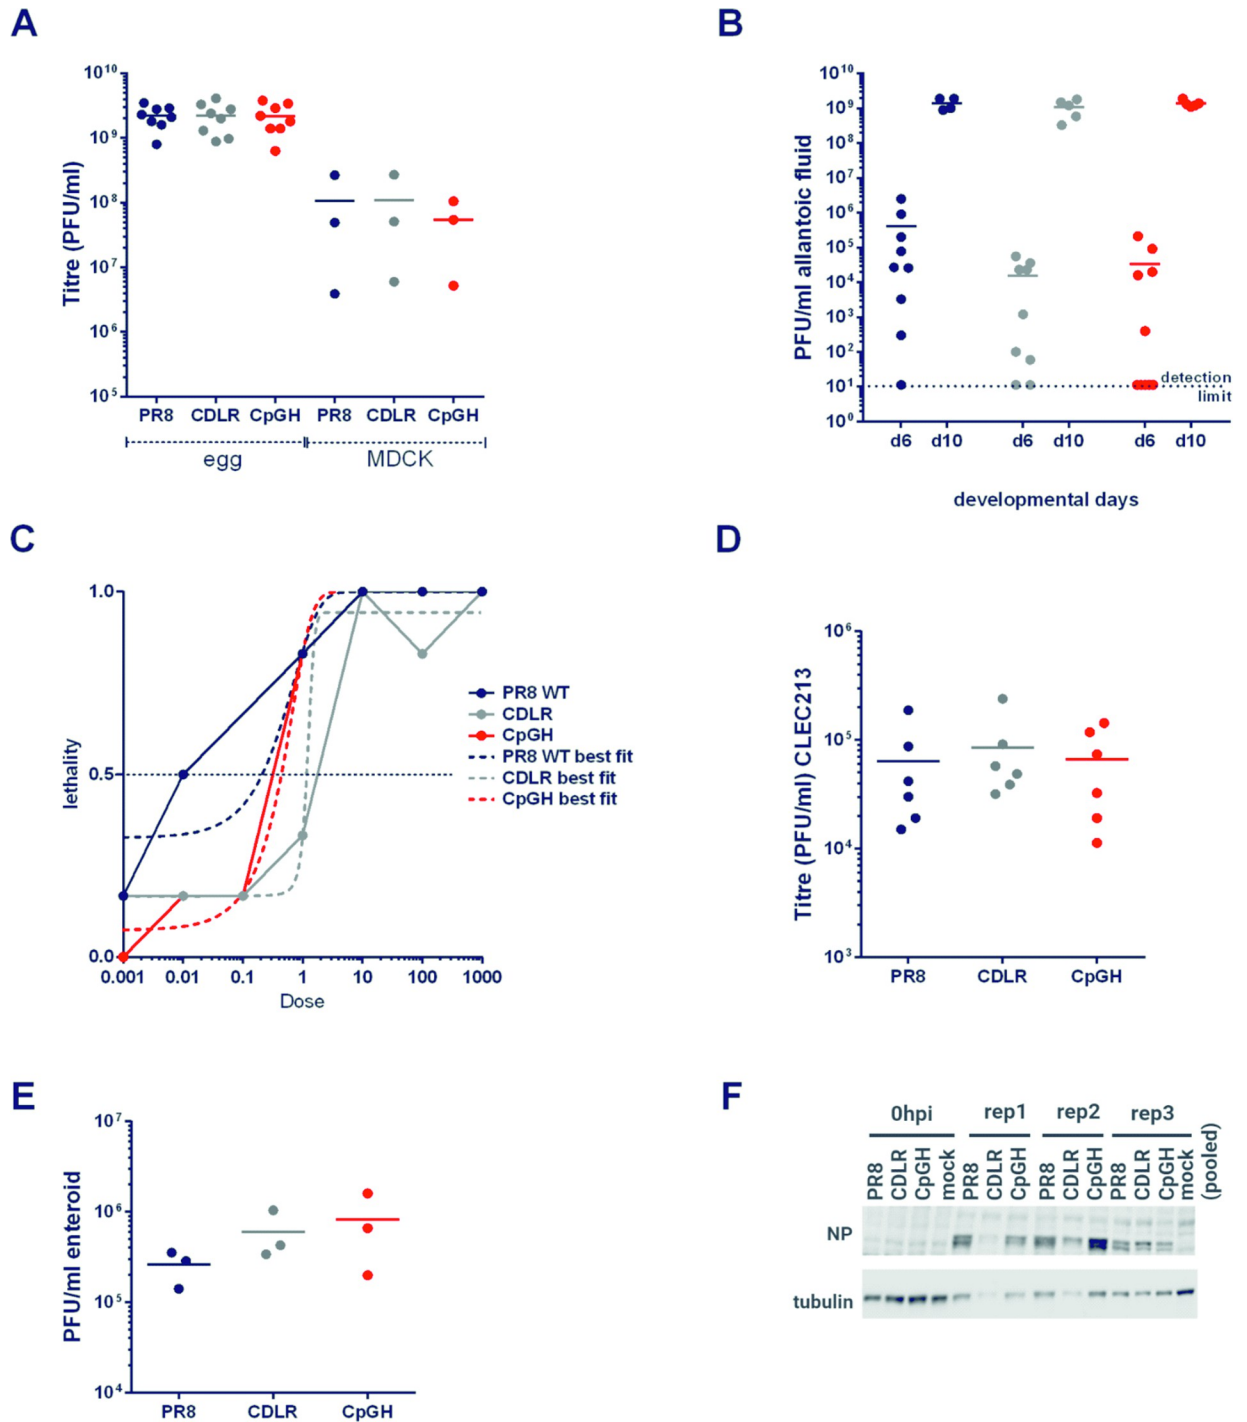 A
10^10
10^9
10^8
10^7
10^6
10^5
Titre (PFU/ml)
PR8 CDLR CpGH PR8 CDLR CpGH
egg MDCK
B
10^10
10^9
10^8
10^7
10^6
10^5
10^4
10^3
10^2
10^1
10^0
PFU/ml allantoic fluid
detection
limit
d6 d10 d6 d10 d6 d10
developmental days
C
1.0
0.5
0.0
lethality
0.001 0.01 0.1 1 10 100 1000
Dose
PR8 WT
CDLR
CpGH
PR8 WT best fit
CDLR best fit
CpGH best fit
D
10^6
10^5
10^4
10^3
Titre (PFU/ml) CLEC213
PR8 CDLR CpGH
E
10^7
10^6
10^5
10^4
PFU/ml enteroid
PR8 CDLR CpGH
F
0hpi rep1 rep2 rep3
PR8 CDLR CpGH mock PR8 CDLR CpGH PR8 CDLR CpGH PR8 CDLR CpGH mock (pooled)
NP
tubulin